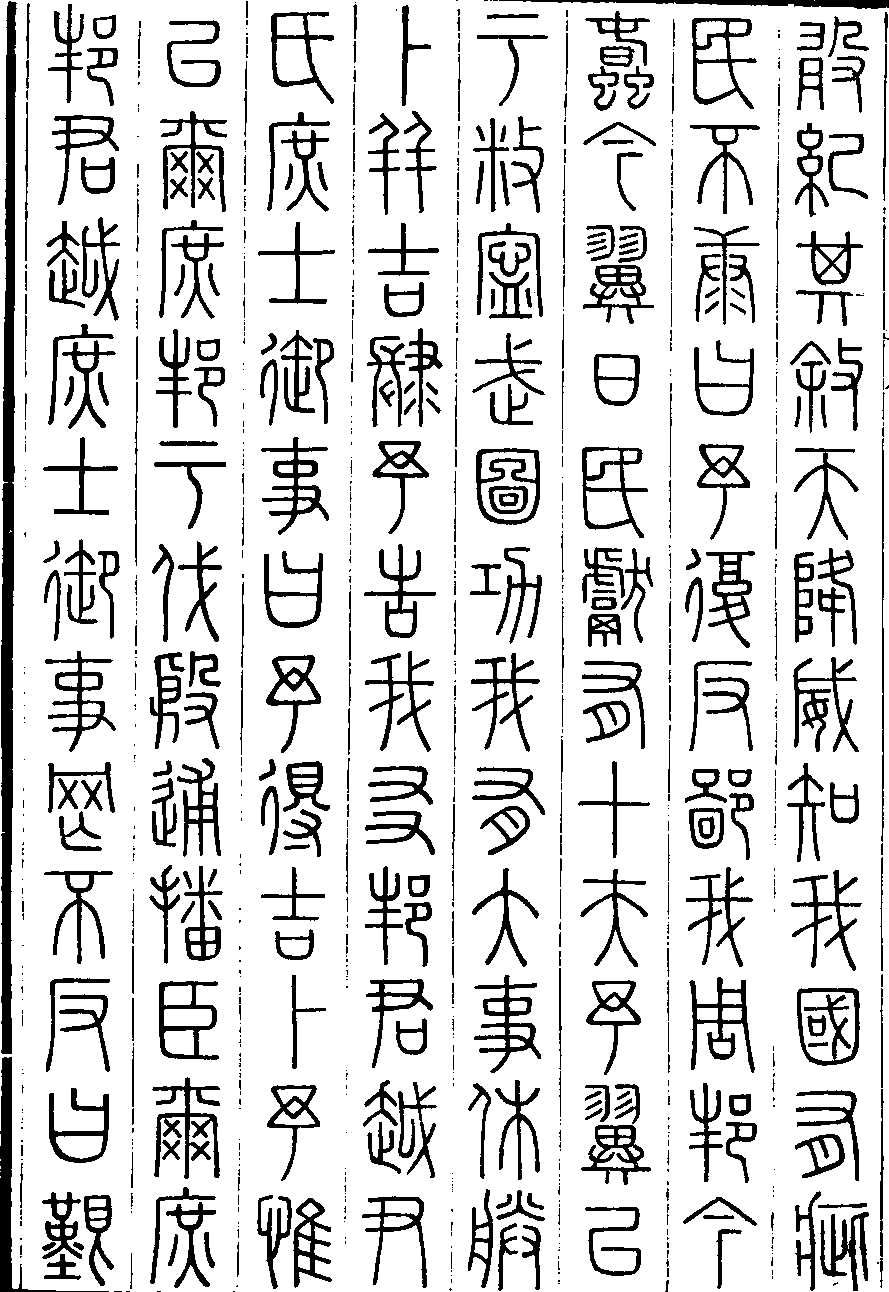 敢紀其敘天降威知我國有疵
民不康曰予復反鄙我周邦今
蠢今翼日民獻有十夫予翼以
于敉寧武圖功我有大事休朕
卜并吉肆予告我友邦君越尹
氏庶士御事曰予得吉卜予惟
以爾庶邦于伐殷逋播臣爾庶
邦君越庶士御事罔不反曰艱